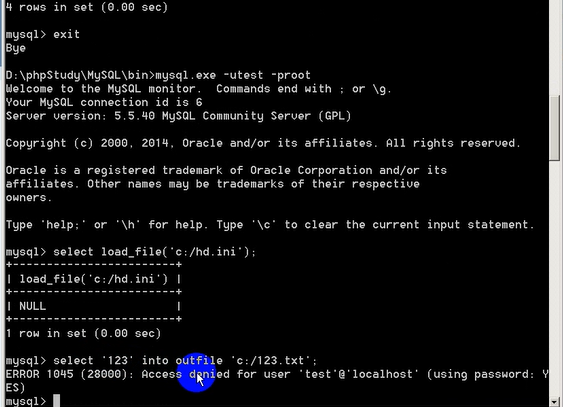 4 rows in set (0.00 sec)
mysql> exit
Bye
D:\phpStudy\MySQL\bin>mysql.exe -utest -proot
Welcome to the MySQL monitor.  Commands end with ; or \g.
Your MySQL connection id is 6
Server version: 5.5.40 MySQL Community Server (GPL)
Copyright (c) 2000, 2014, Oracle and/or its affiliates. All rights reserved.
Oracle is a registered trademark of Oracle Corporation and/or its
affiliates. Other names may be trademarks of their respective
owners.
Type 'help;' or '\h' for help. Type '\c' to clear the current input statement.
mysql> select load_file('c:/hd.ini');
+------------------------+
| load_file('c:/hd.ini') |
+------------------------+
| NULL                   |
+------------------------+
1 row in set (0.00 sec)
mysql> select '123' into outfile 'c:/123.txt';
ERROR 1045 (28000): Access denied for user 'test'@'localhost' (using password: Y
ES)
mysql>